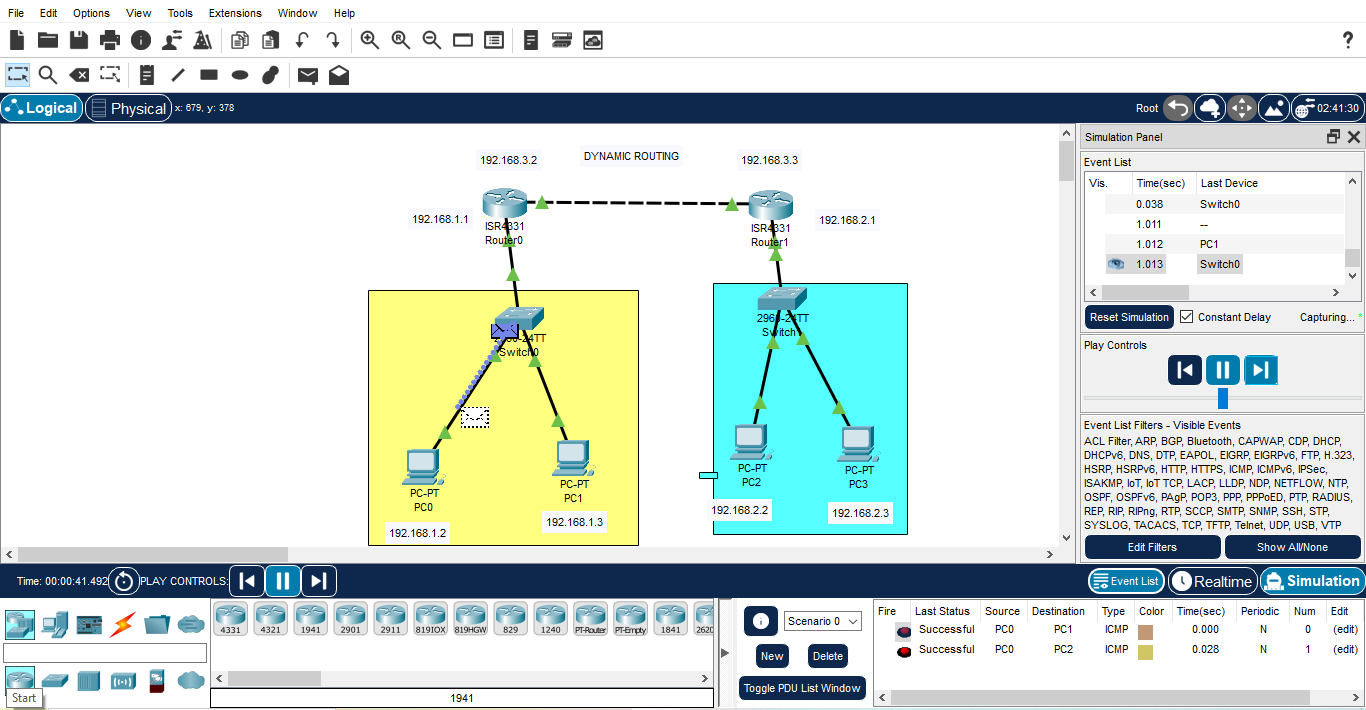 File Edit Options View Tools Extensions Window Help
?
Logical Physical x: 679, y: 378 Root 02:41:30
DYNAMIC ROUTING
192.168.3.2
192.168.3.3
192.168.1.1
192.168.2.1
ISR4331
Router0
ISR4331
Router1
2960-24TT
Switch0
2960-24TT
Switch
PC-PT
PC0
192.168.1.2
PC-PT
PC1
192.168.1.3
PC-PT
PC2
192.168.2.2
PC-PT
PC3
192.168.2.3
Simulation Panel
Event List
Vis. Time(sec) Last Device
0.038 Switch0
1.011 --
1.012 PC1
1.013 Switch0
Reset Simulation Constant Delay Capturing... *
Play Controls
Event List Filters - Visible Events
ACL Filter, ARP, BGP, Bluetooth, CAPWAP, CDP, DHCP,
DHCPv6, DNS, DTP, EAPOL, EIGRP, EIGRPv6, FTP, H.323,
HSRP, HSRPv6, HTTP, HTTPS, ICMP, ICMPv6, IPSec,
ISAKMP, IoT, IoT TCP, LACP, LLDP, NDP, NETFLOW, NTP,
OSPF, OSPFv6, PAgP, POP3, PPP, PPPoED, PTP, RADIUS,
REP, RIP, RIPng, RTP, SCCP, SMTP, SNMP, SSH, STP,
SYSLOG, TACACS, TCP, TFTP, Telnet, UDP, USB, VTP
Edit Filters Show All/None
Time: 00:00:41.492 PLAY CONTROLS: Event List Realtime Simulation
4331 4321 1941 2901 2911 819IOX 819HGW 829 1240 PT-Router PT-Empty 1841 2620
1941
Start
Scenario 0
New Delete
Toggle PDU List Window
Fire Last Status Source Destination Type Color Time(sec) Periodic Num Edit
Successful PC0 PC1 ICMP 0.000 N 0 (edit)
Successful PC0 PC2 ICMP 0.028 N 1 (edit)